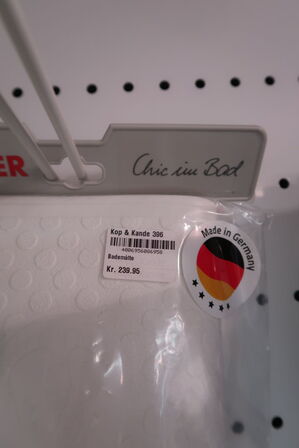 ER
Chic im Bad
Kop & Kande 396
4006956006950
Bademåtte
Kr. 239.95
Made in Germany